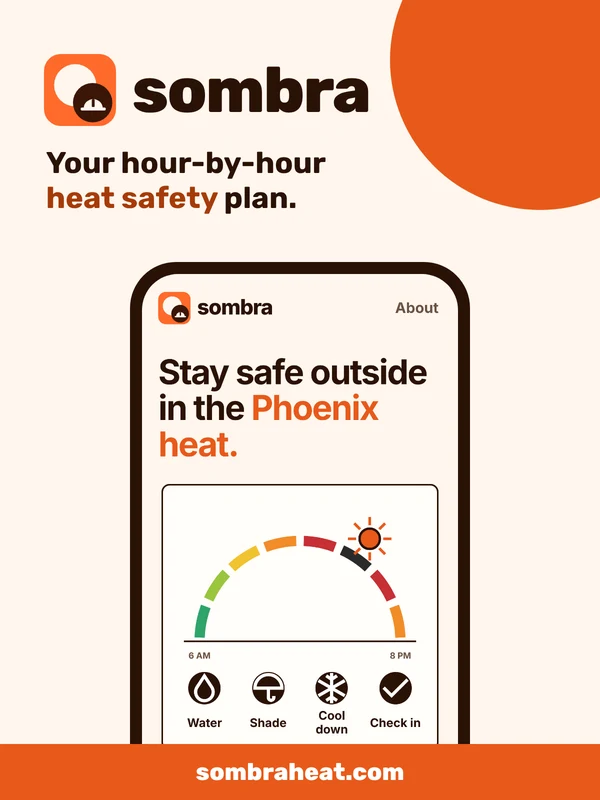 sombra
Your hour-by-hour
heat safety plan.
sombra
About
Stay safe outside
in the Phoenix
heat.
6 AM
8 PM
Water
Shade
Cool
down
Check in
sombraheat.com